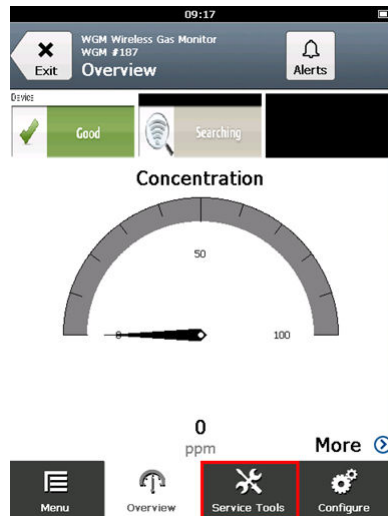 09:17
WGM Wireless Gas Monitor
WGM #187
Exit
Overview
Alerts
Device
Good
Searching
Concentration
50
0
100
0
ppm
More
Menu
Overview
Service Tools
Configure